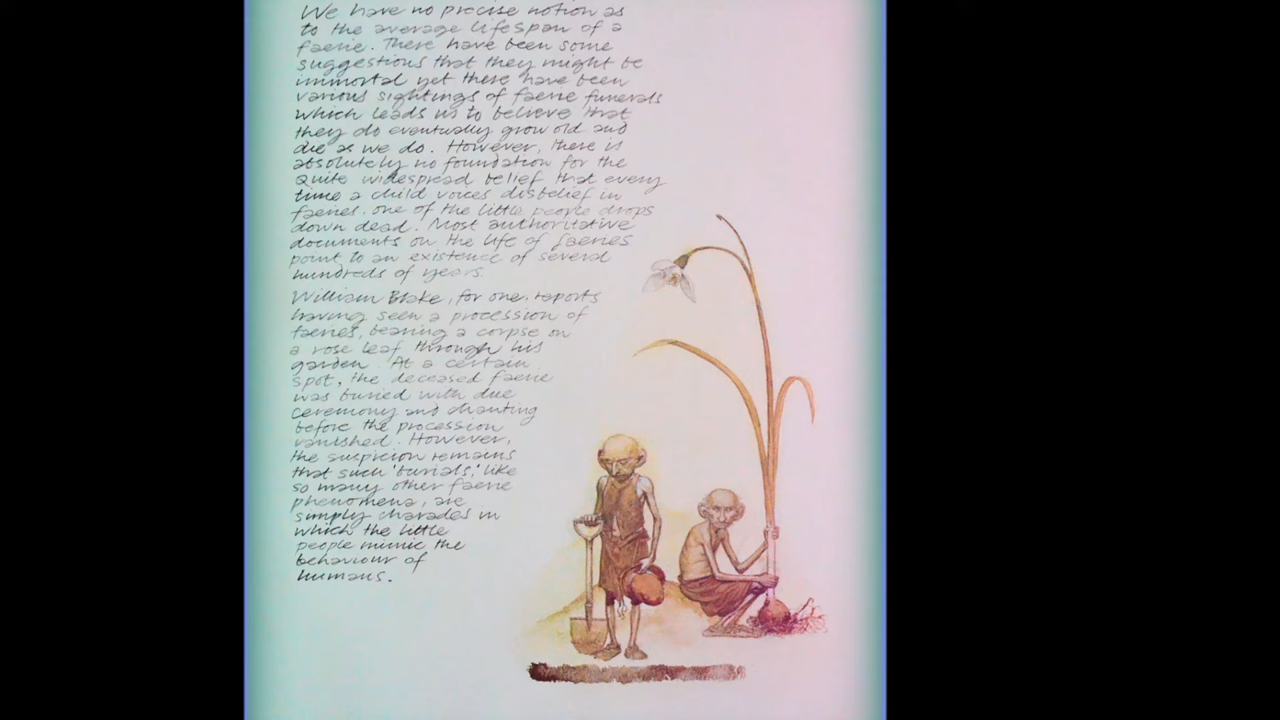 We have no precise notion as
to the average lifespan of a
faerie. There have been some
suggestions that they might be
immortal yet there have been
various sightings of faerie funerals
which leads us to believe that
they do eventually grow old and
die as we do. However, there is
absolutely no foundation for the
quite widespread belief that every
time a child voices disbelief in
faeries, one of the little people drops
down dead. Most authoritative
documents on the life of faeries
point to an existence of several
hundreds of years.
William Blake, for one, reports
having seen a procession of
faeries, bearing a corpse on
a rose leaf through his
garden. At a certain
spot, the deceased faerie
was buried with due
ceremony and chanting
before the procession
vanished. However,
the suspicion remains
that such 'burials,' like
so many other faerie
phenomena, are
simply charades in
which the little
people mimic the
behaviour of
humans.